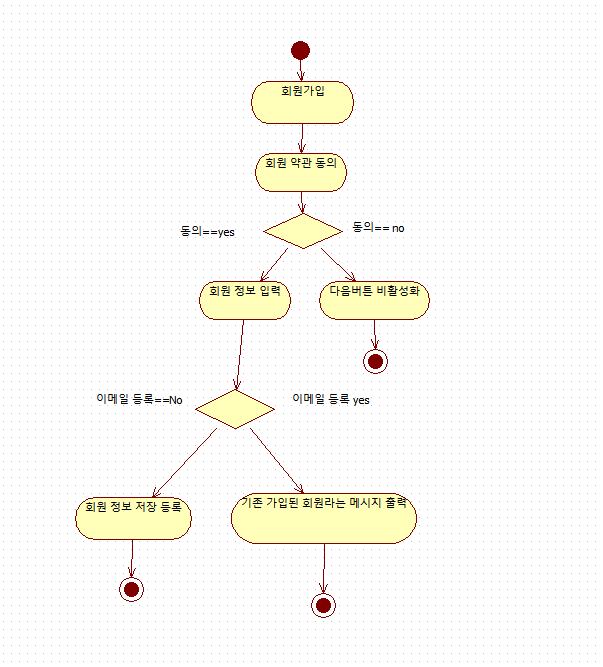 회원가입
회원 약관 동의
동의==yes
동의== no
회원 정보 입력
다음버튼 비활성화
이메일 등록==No
이메일 등록 yes
회원 정보 저장 등록
기존 가입된 회원라는 메시지 출력